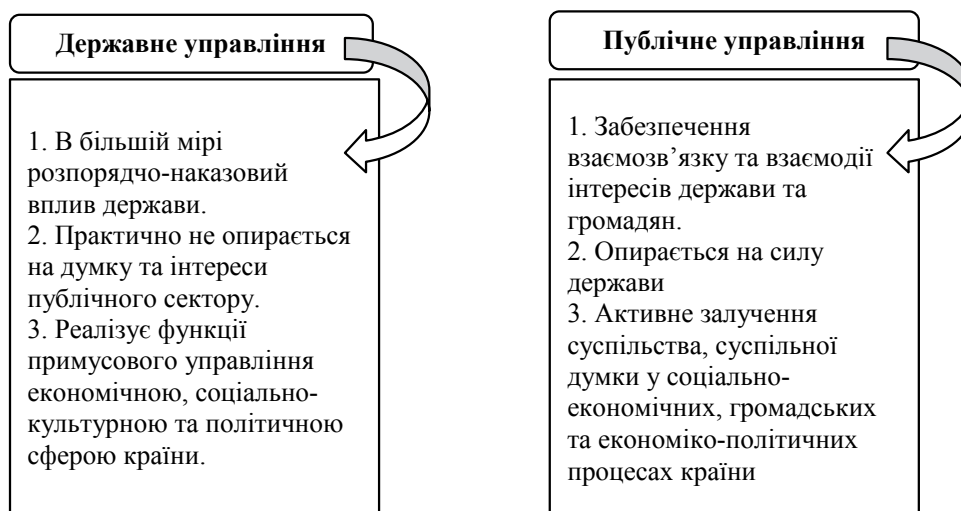 Державне управління
1. В більшій мірі
розпорядчо-наказовий
вплив держави.
2. Практично не опирається
на думку та інтереси
публічного сектору.
3. Реалізує функції
примусового управління
економічною, соціально-
культурною та політичною
сферою країни.
Публічне управління
1. Забезпечення
взаємозв’язку та взаємодії
інтересів держави та
громадян.
2. Опирається на силу
держави
3. Активне залучення
суспільства, суспільної
думки у соціально-
економічних, громадських
та економіко-політичних
процесах країни